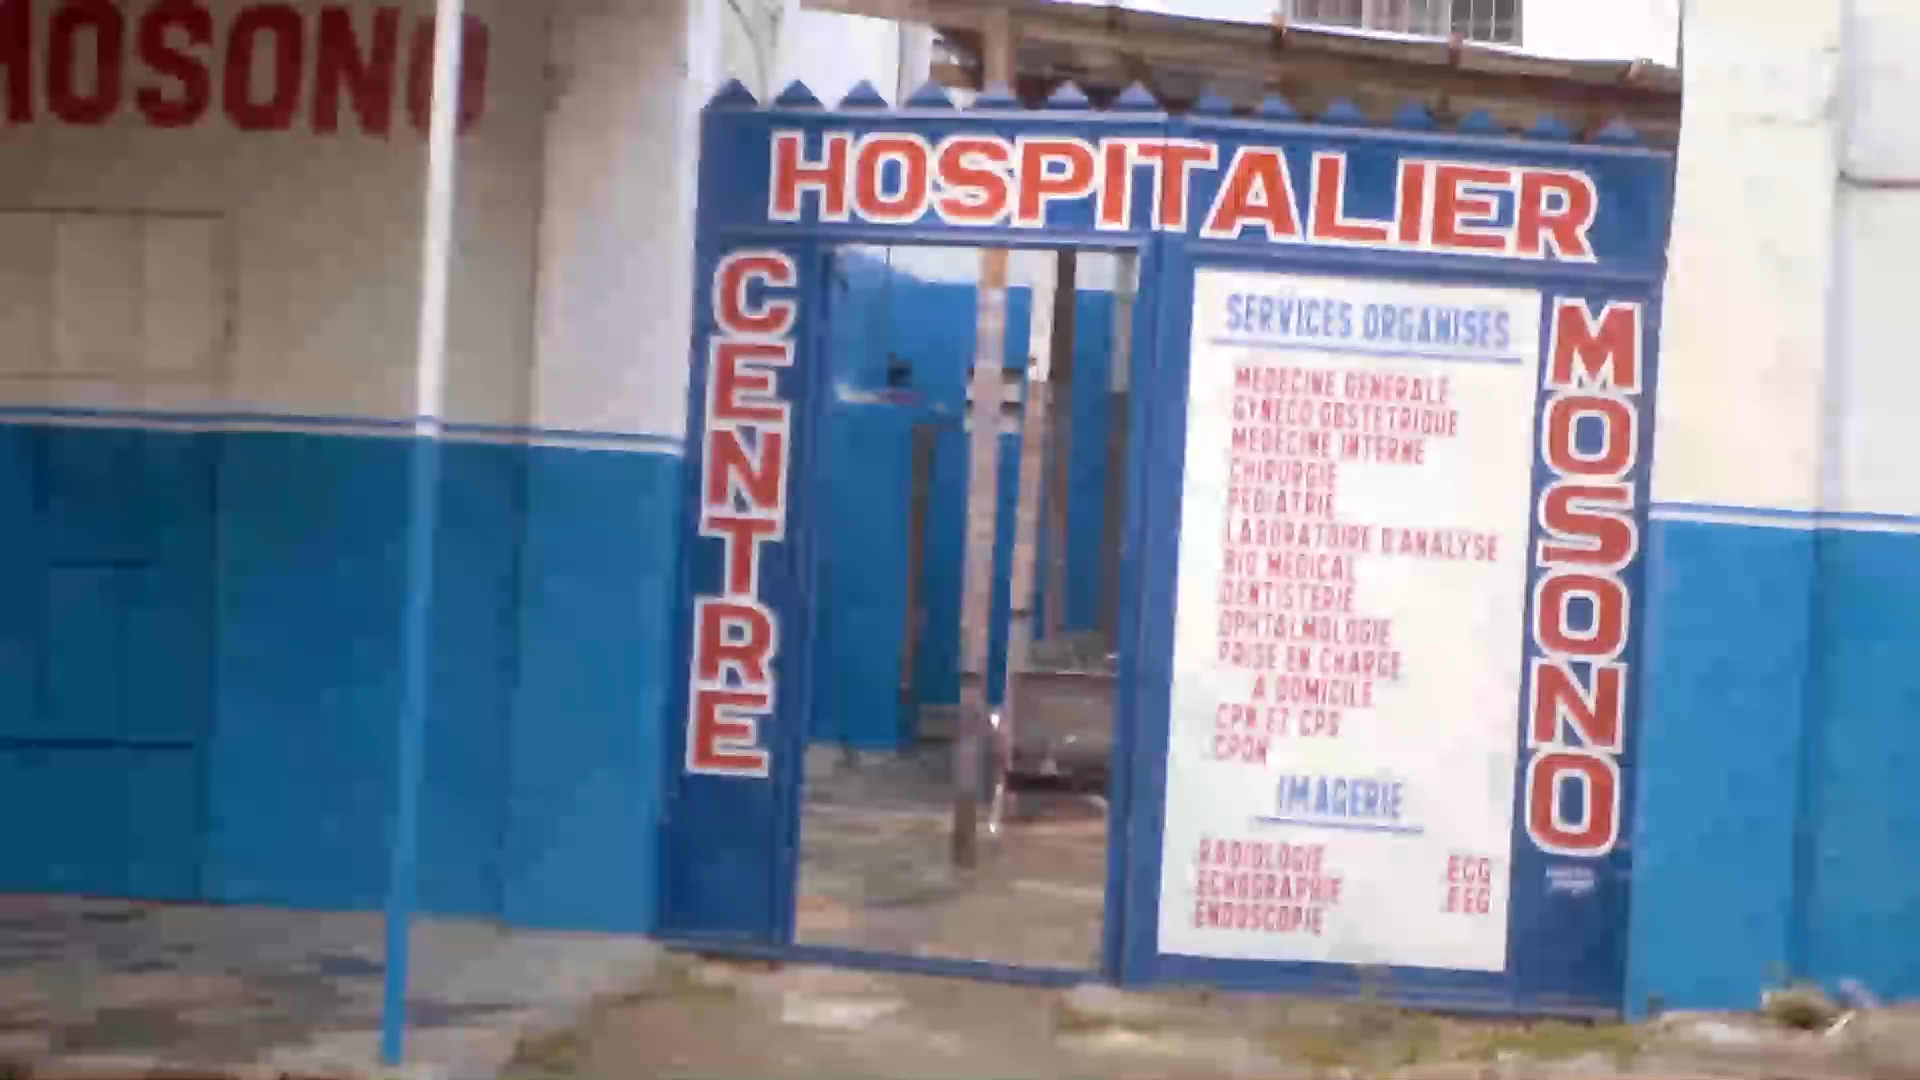 MOSONO
HOSPITALIER
CENTRE
SERVICES ORGANISES
MEDECINE GENERALE
GYNECO OBSTETRIQUE
MEDECINE INTERNE
CHIRURGIE
PEDIATRIE
LABORATOIRE D'ANALYSE
BIO MEDICAL
DENTISTERIE
OPHTALMOLOGIE
PRISE EN CHARGE
A DOMICILE
CPN ET CPS
CPON
IMAGERIE
RADIOLOGIE
ECHOGRAPHIE
ENDOSCOPIE
ECG
EEG
MOSONO